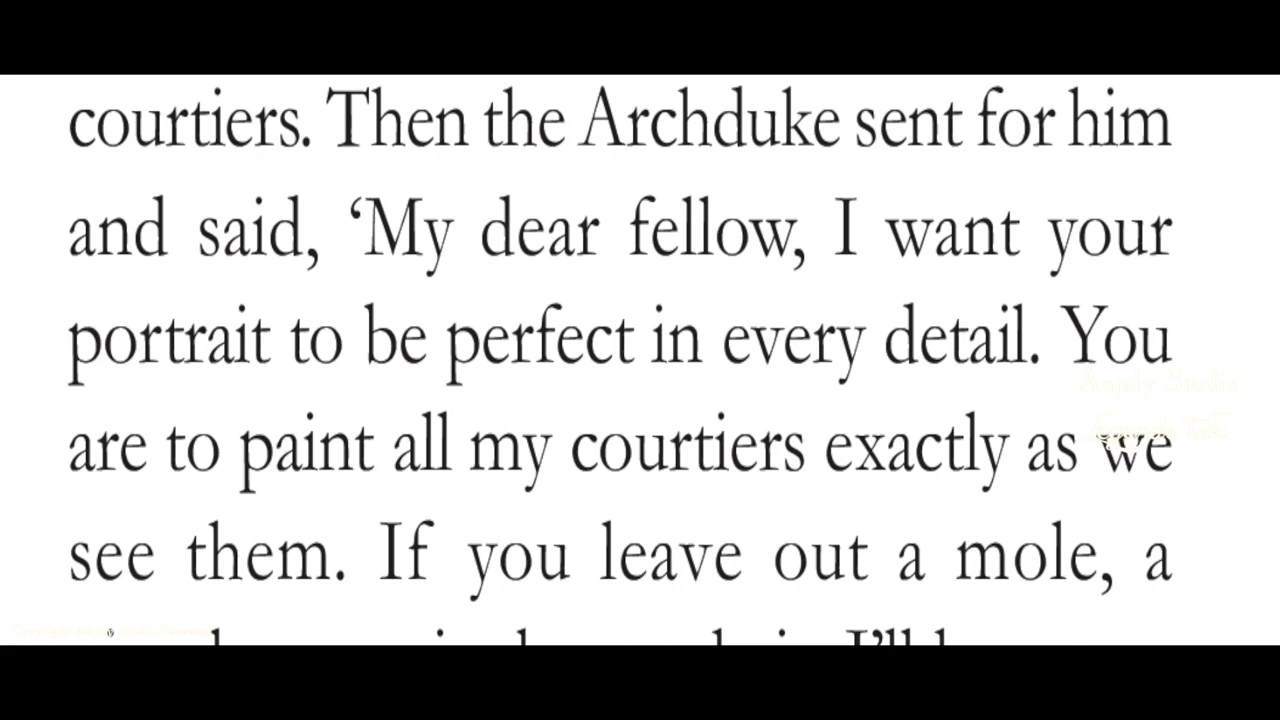 courtiers. Then the Archduke sent for him
and said, ‘My dear fellow, I want your
portrait to be perfect in every detail. You
are to paint all my courtiers exactly as we
see them. If you leave out a mole, a
Studio